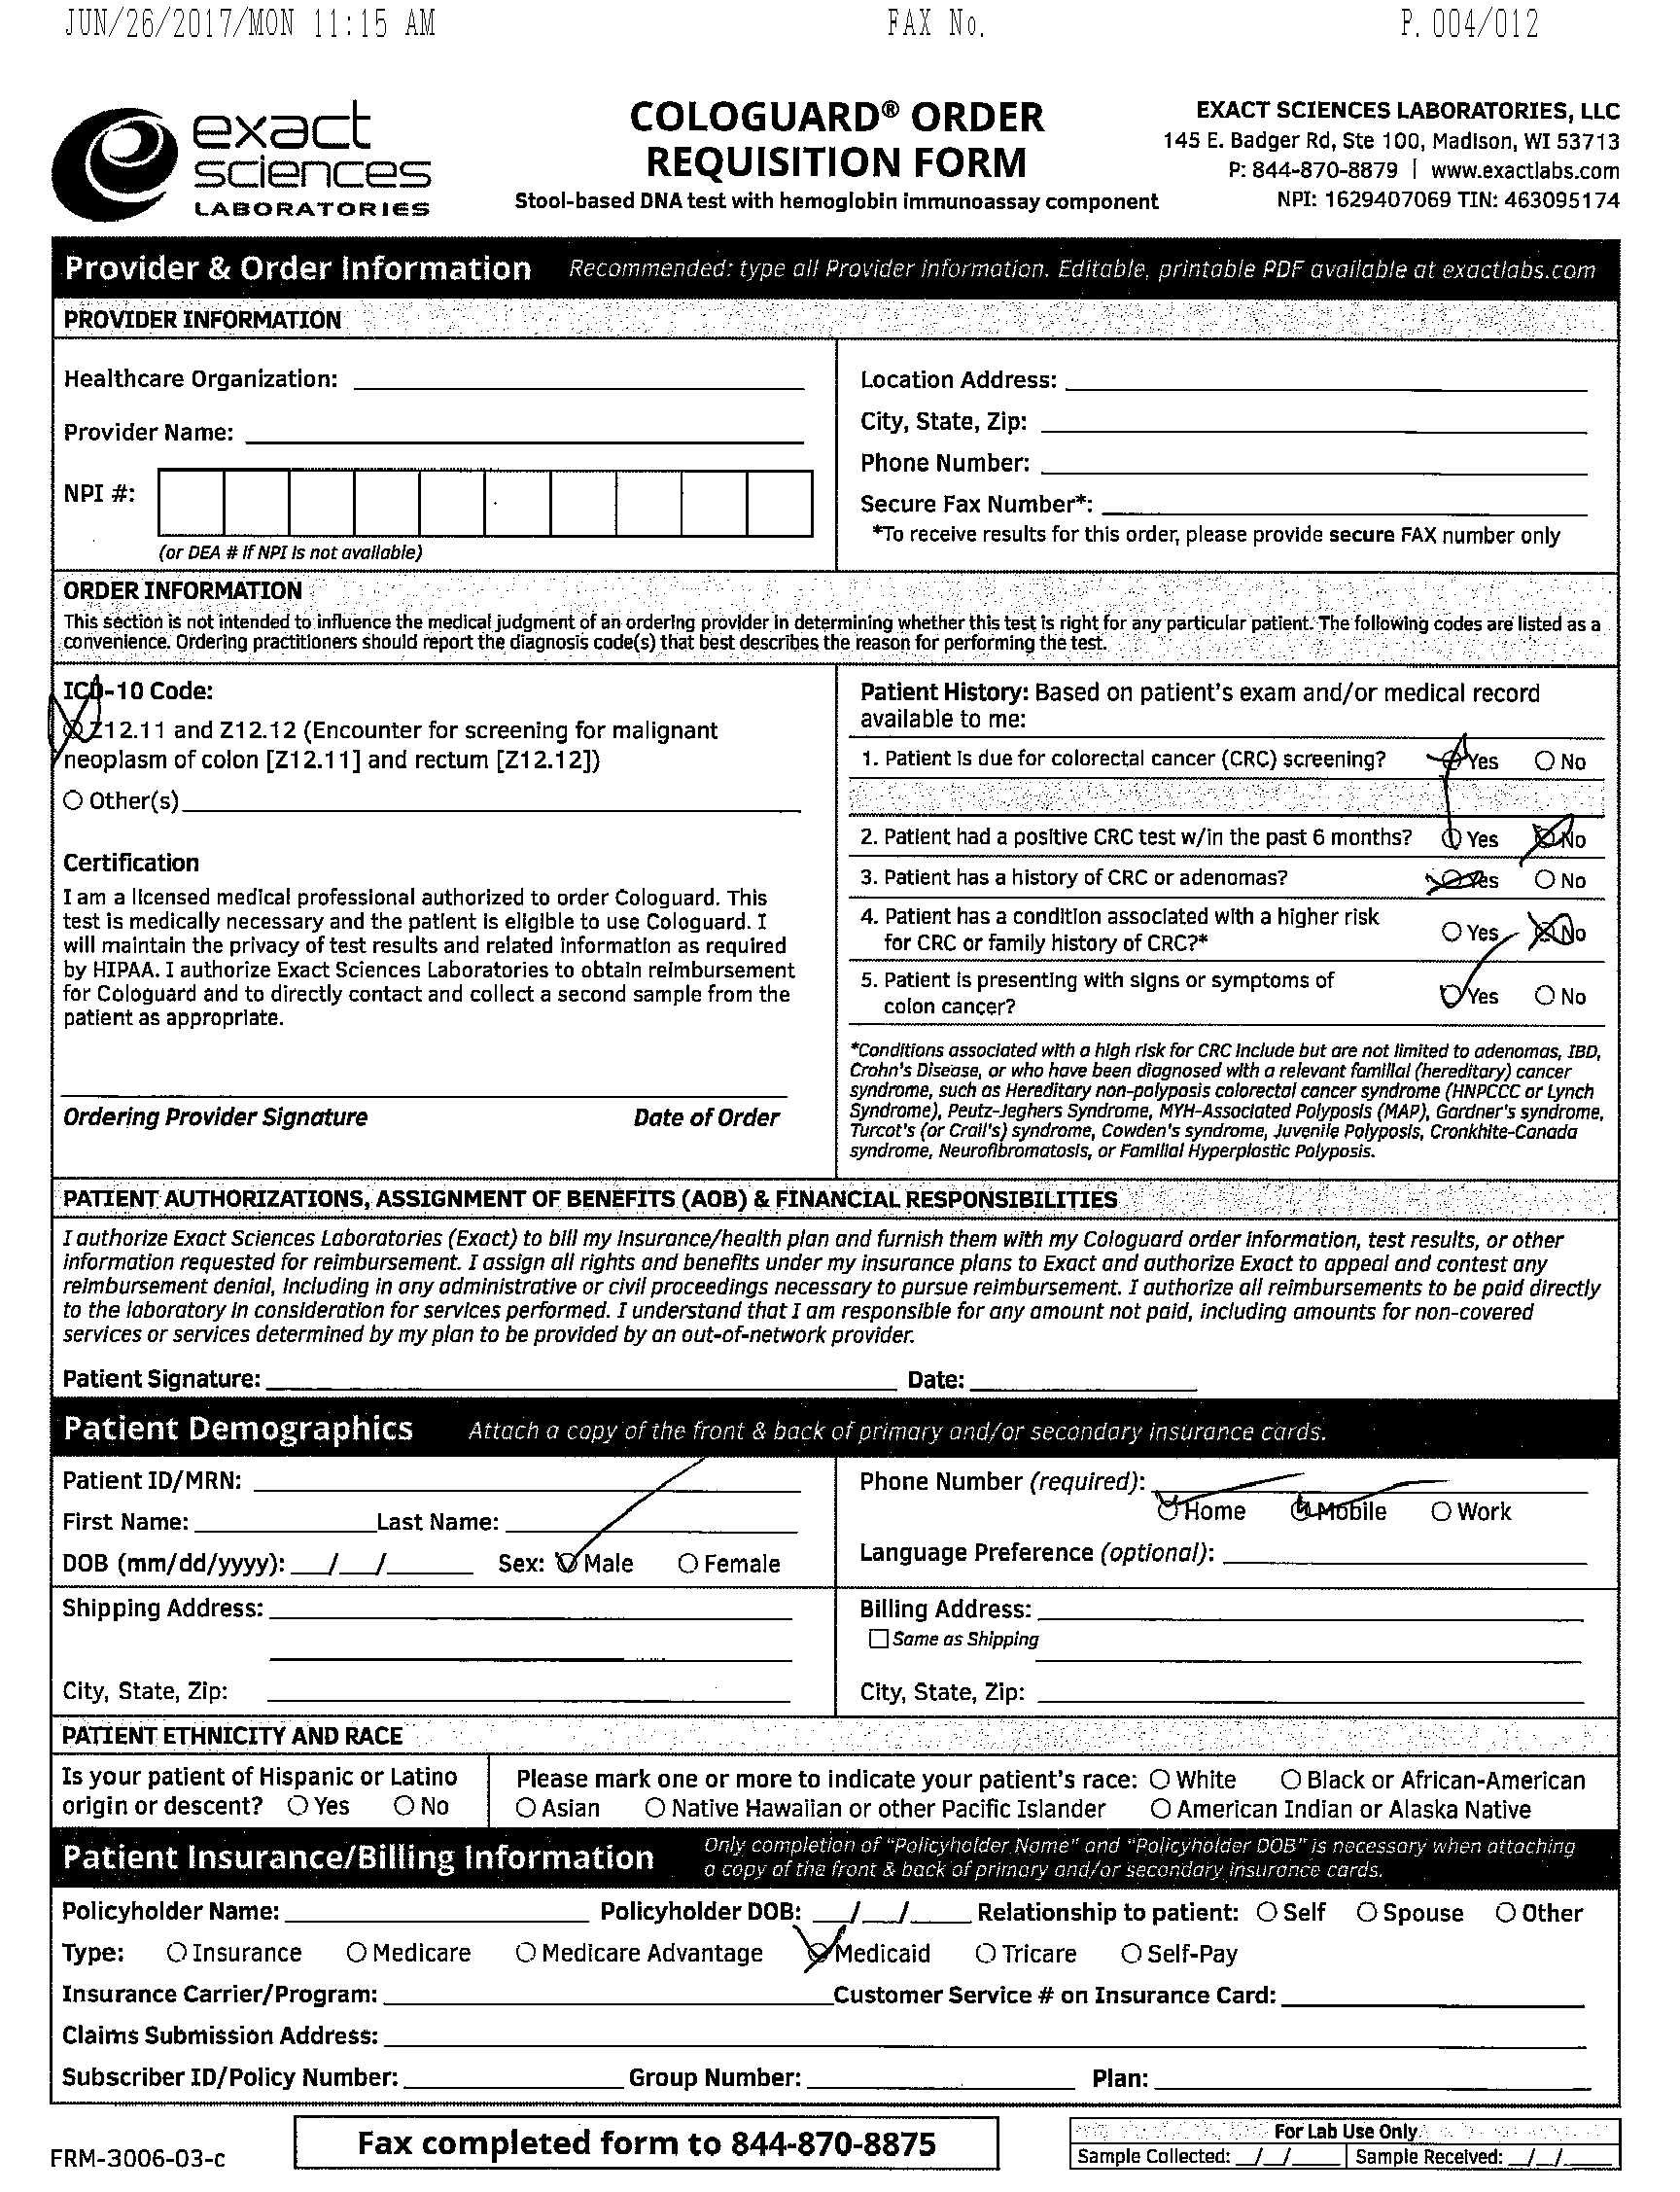 JUN/26/2017/MON 11:15 AM FAX No. P. 004/012
exact sciences LABORATORIES
COLOGUARD® ORDER REQUISITION FORM
Stool-based DNA test with hemoglobin immunoassay component
EXACT SCIENCES LABORATORIES, LLC
145 E. Badger Rd, Ste 100, Madison, WI 53713
P: 844-870-8879 | www.exactlabs.com
NPI: 1629407069 TIN: 463095174
Provider & Order Information Recommended: type all Provider information. Editable, printable PDF available at exactlabs.com
PROVIDER INFORMATION
Healthcare Organization:
Provider Name:
NPI #:
(or DEA # if NPI is not available)
Location Address:
City, State, Zip:
Phone Number:
Secure Fax Number*:
*To receive results for this order, please provide secure FAX number only
ORDER INFORMATION
This section is not intended to influence the medical judgment of an ordering provider in determining whether this test is right for any particular patient. The following codes are listed as a
convenience. Ordering practitioners should report the diagnosis code(s) that best describes the reason for performing the test.
ICD-10 Code:
Z12.11 and Z12.12 (Encounter for screening for malignant
neoplasm of colon [Z12.11] and rectum [Z12.12])
Other(s)
Certification
I am a licensed medical professional authorized to order Cologuard. This
test is medically necessary and the patient is eligible to use Cologuard. I
will maintain the privacy of test results and related information as required
by HIPAA. I authorize Exact Sciences Laboratories to obtain reimbursement
for Cologuard and to directly contact and collect a second sample from the
patient as appropriate.
Ordering Provider Signature Date of Order
Patient History: Based on patient's exam and/or medical record
available to me:
1. Patient is due for colorectal cancer (CRC) screening? Yes No
2. Patient had a positive CRC test w/in the past 6 months? Yes No
3. Patient has a history of CRC or adenomas? Yes No
4. Patient has a condition associated with a higher risk
for CRC or family history of CRC?* Yes No
5. Patient is presenting with signs or symptoms of
colon cancer? Yes No
*Conditions associated with a high risk for CRC include but are not limited to adenomas, IBD,
Crohn's Disease, or who have been diagnosed with a relevant familial (hereditary) cancer
syndrome, such as Hereditary non-polyposis colorectal cancer syndrome (HNPCCC or Lynch
Syndrome), Peutz-Jeghers Syndrome, MYH-Associated Polyposis (MAP), Gardner's syndrome,
Turcot's (or Crail's) syndrome, Cowden's syndrome, Juvenile Polyposis, Cronkhite-Canada
syndrome, Neurofibromatosis, or Familial Hyperplastic Polyposis.
PATIENT AUTHORIZATIONS, ASSIGNMENT OF BENEFITS (AOB) & FINANCIAL RESPONSIBILITIES
I authorize Exact Sciences Laboratories (Exact) to bill my insurance/health plan and furnish them with my Cologuard order information, test results, or other
information requested for reimbursement. I assign all rights and benefits under my insurance plans to Exact and authorize Exact to appeal and contest any
reimbursement denial, including in any administrative or civil proceedings necessary to pursue reimbursement. I authorize all reimbursements to be paid directly
to the laboratory in consideration for services performed. I understand that I am responsible for any amount not paid, including amounts for non-covered
services or services determined by my plan to be provided by an out-of-network provider.
Patient Signature: Date:
Patient Demographics Attach a copy of the front & back of primary and/or secondary insurance cards.
Patient ID/MRN:
First Name: Last Name:
DOB (mm/dd/yyyy): / / Sex: Male Female
Phone Number (required):
Home Mobile Work
Language Preference (optional):
Shipping Address:
City, State, Zip:
Billing Address:
Same as Shipping
City, State, Zip:
PATIENT ETHNICITY AND RACE
Is your patient of Hispanic or Latino
origin or descent? Yes No
Please mark one or more to indicate your patient's race: White Black or African-American
Asian Native Hawaiian or other Pacific Islander American Indian or Alaska Native
Patient Insurance/Billing Information Only completion of "Policyholder Name" and "Policyholder DOB" is necessary when attaching
a copy of the front & back of primary and/or secondary insurance cards.
Policyholder Name: Policyholder DOB: / / Relationship to patient: Self Spouse Other
Type: Insurance Medicare Medicare Advantage Medicaid Tricare Self-Pay
Insurance Carrier/Program: Customer Service # on Insurance Card:
Claims Submission Address:
Subscriber ID/Policy Number: Group Number: Plan:
FRM-3006-03-c
Fax completed form to 844-870-8875
For Lab Use Only
Sample Collected: / / Sample Received: / /